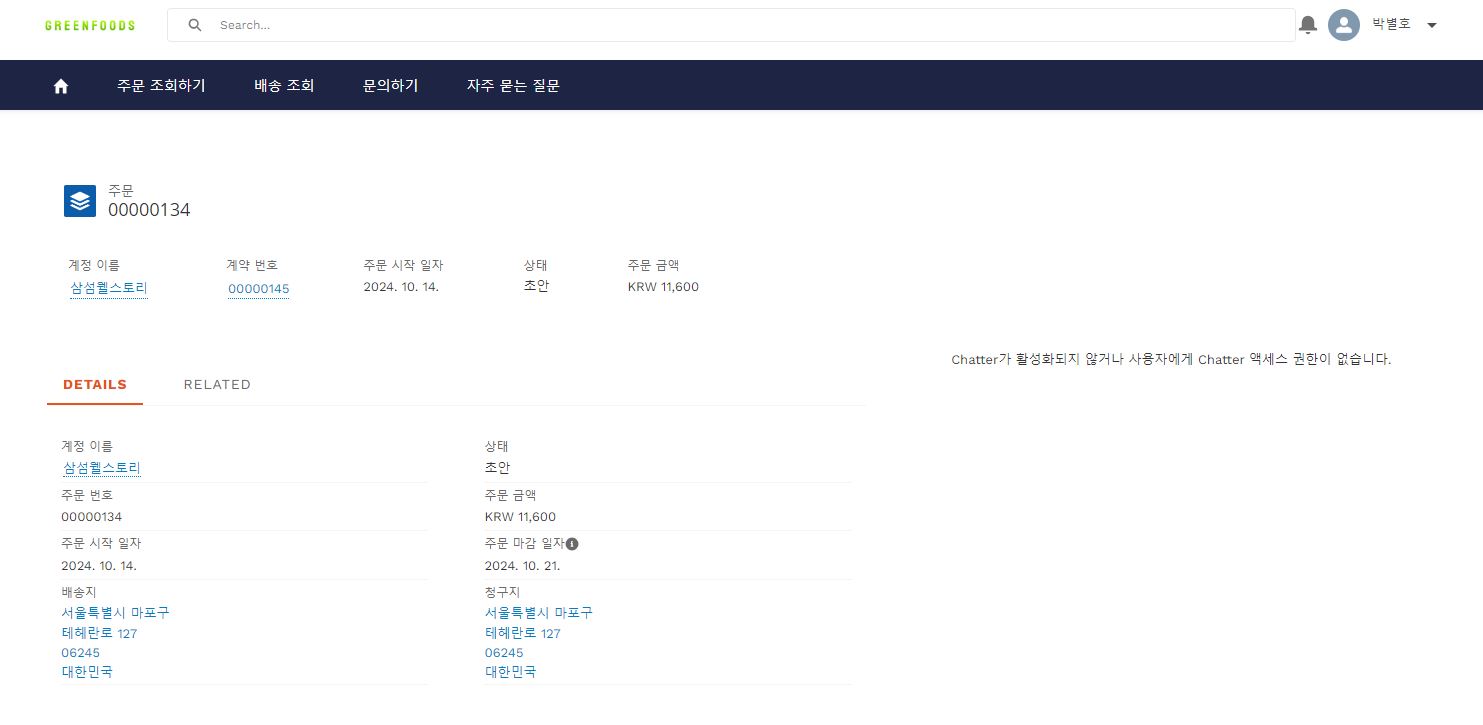 GREENFOODS
Search...
박별호
주문 조회하기
배송 조회
문의하기
자주 묻는 질문
주문
00000134
계정 이름
삼섬웰스토리
계약 번호
00000145
주문 시작 일자
2024. 10. 14.
상태
초안
주문 금액
KRW 11,600
Chatter가 활성화되지 않거나 사용자에게 Chatter 액세스 권한이 없습니다.
DETAILS
RELATED
계정 이름
삼섬웰스토리
상태
초안
주문 번호
00000134
주문 금액
KRW 11,600
주문 시작 일자
2024. 10. 14.
주문 마감 일자
2024. 10. 21.
배송지
서울특별시 마포구
테헤란로 127
06245
대한민국
청구지
서울특별시 마포구
테헤란로 127
06245
대한민국